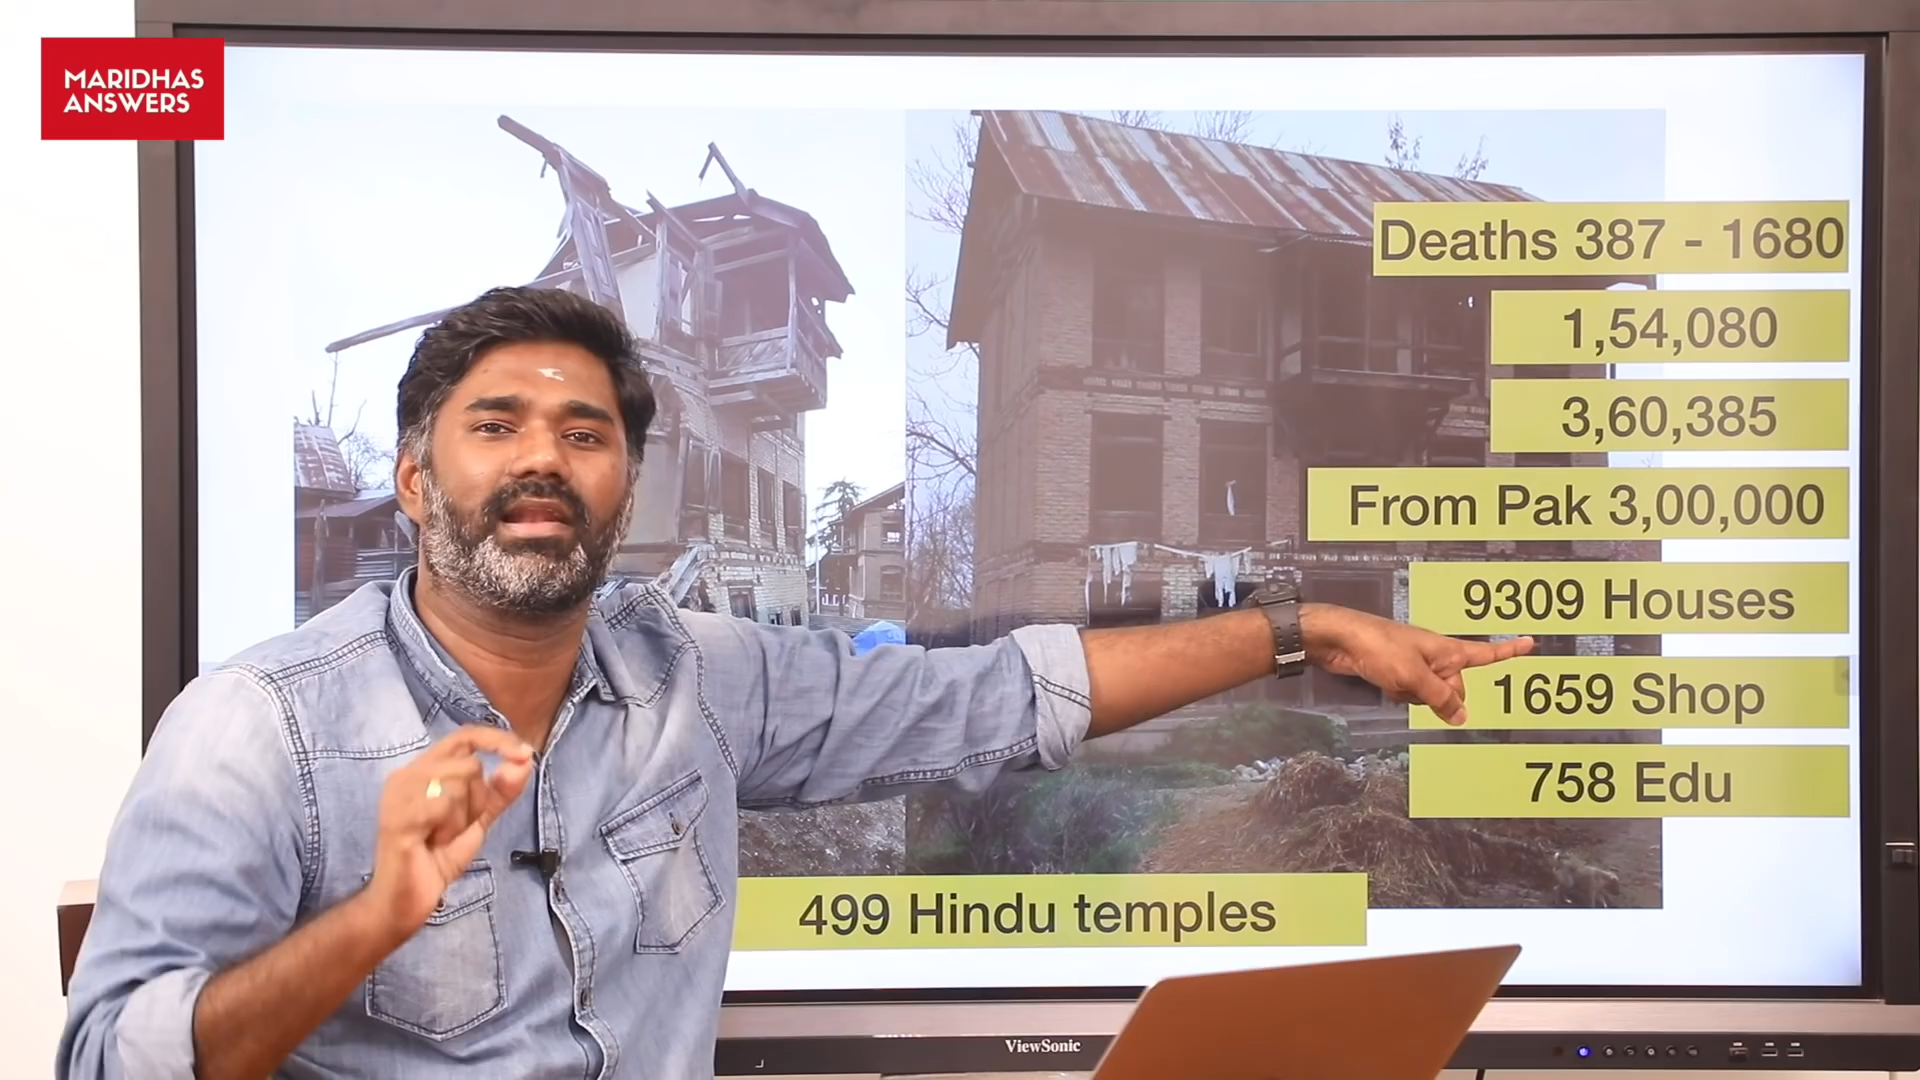 MARIDHAS
ANSWERS
Deaths 387 - 1680
1,54,080
3,60,385
From Pak 3,00,000
9309 Houses
1659 Shop
758 Edu
499 Hindu temples
ViewSonic